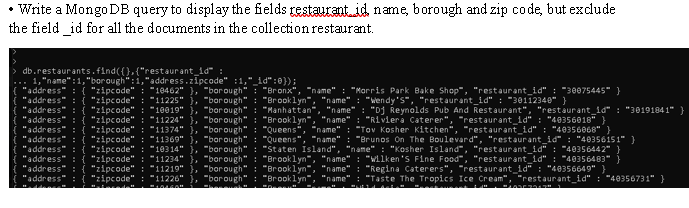 • Write a MongoDB query to display the fields restaurant_id, name, borough and zip code, but exclude
the field _id for all the documents in the collection restaurant.
>
>
> db.restaurants.find({},{"restaurant_id" :
... 1,"name":1,"borough":1,"address.zipcode" :1,"_id":0});
{ "address" : { "zipcode" : "10462" }, "borough" : "Bronx", "name" : "Morris Park Bake Shop", "restaurant_id" : "30075445" }
{ "address" : { "zipcode" : "11225" }, "borough" : "Brooklyn", "name" : "Wendy'S", "restaurant_id" : "30112340" }
{ "address" : { "zipcode" : "10019" }, "borough" : "Manhattan", "name" : "Dj Reynolds Pub And Restaurant", "restaurant_id" : "30191841" }
{ "address" : { "zipcode" : "11224" }, "borough" : "Brooklyn", "name" : "Riviera Caterer", "restaurant_id" : "40356018" }
{ "address" : { "zipcode" : "11374" }, "borough" : "Queens", "name" : "Tov Kosher Kitchen", "restaurant_id" : "40356068" }
{ "address" : { "zipcode" : "11369" }, "borough" : "Queens", "name" : "Brunos On The Boulevard", "restaurant_id" : "40356151" }
{ "address" : { "zipcode" : "10314" }, "borough" : "Staten Island", "name" : "Kosher Island", "restaurant_id" : "40356442" }
{ "address" : { "zipcode" : "11234" }, "borough" : "Brooklyn", "name" : "Wilken'S Fine Food", "restaurant_id" : "40356483" }
{ "address" : { "zipcode" : "11219" }, "borough" : "Brooklyn", "name" : "Regina Caterers", "restaurant_id" : "40356649" }
{ "address" : { "zipcode" : "11226" }, "borough" : "Brooklyn", "name" : "Taste The Tropics Ice Cream", "restaurant_id" : "40356731" }